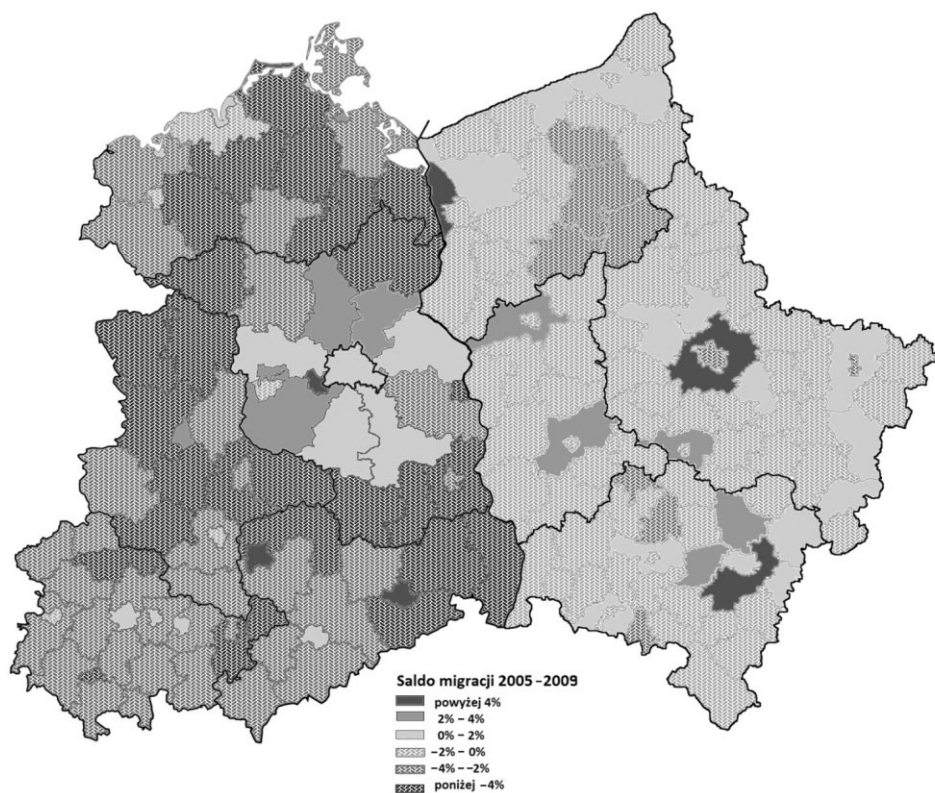 Saldo migracji 2005 –2009
powyżej 4%
2% – 4%
0% – 2%
–2% – 0%
–4% – –2%
poniżej –4%